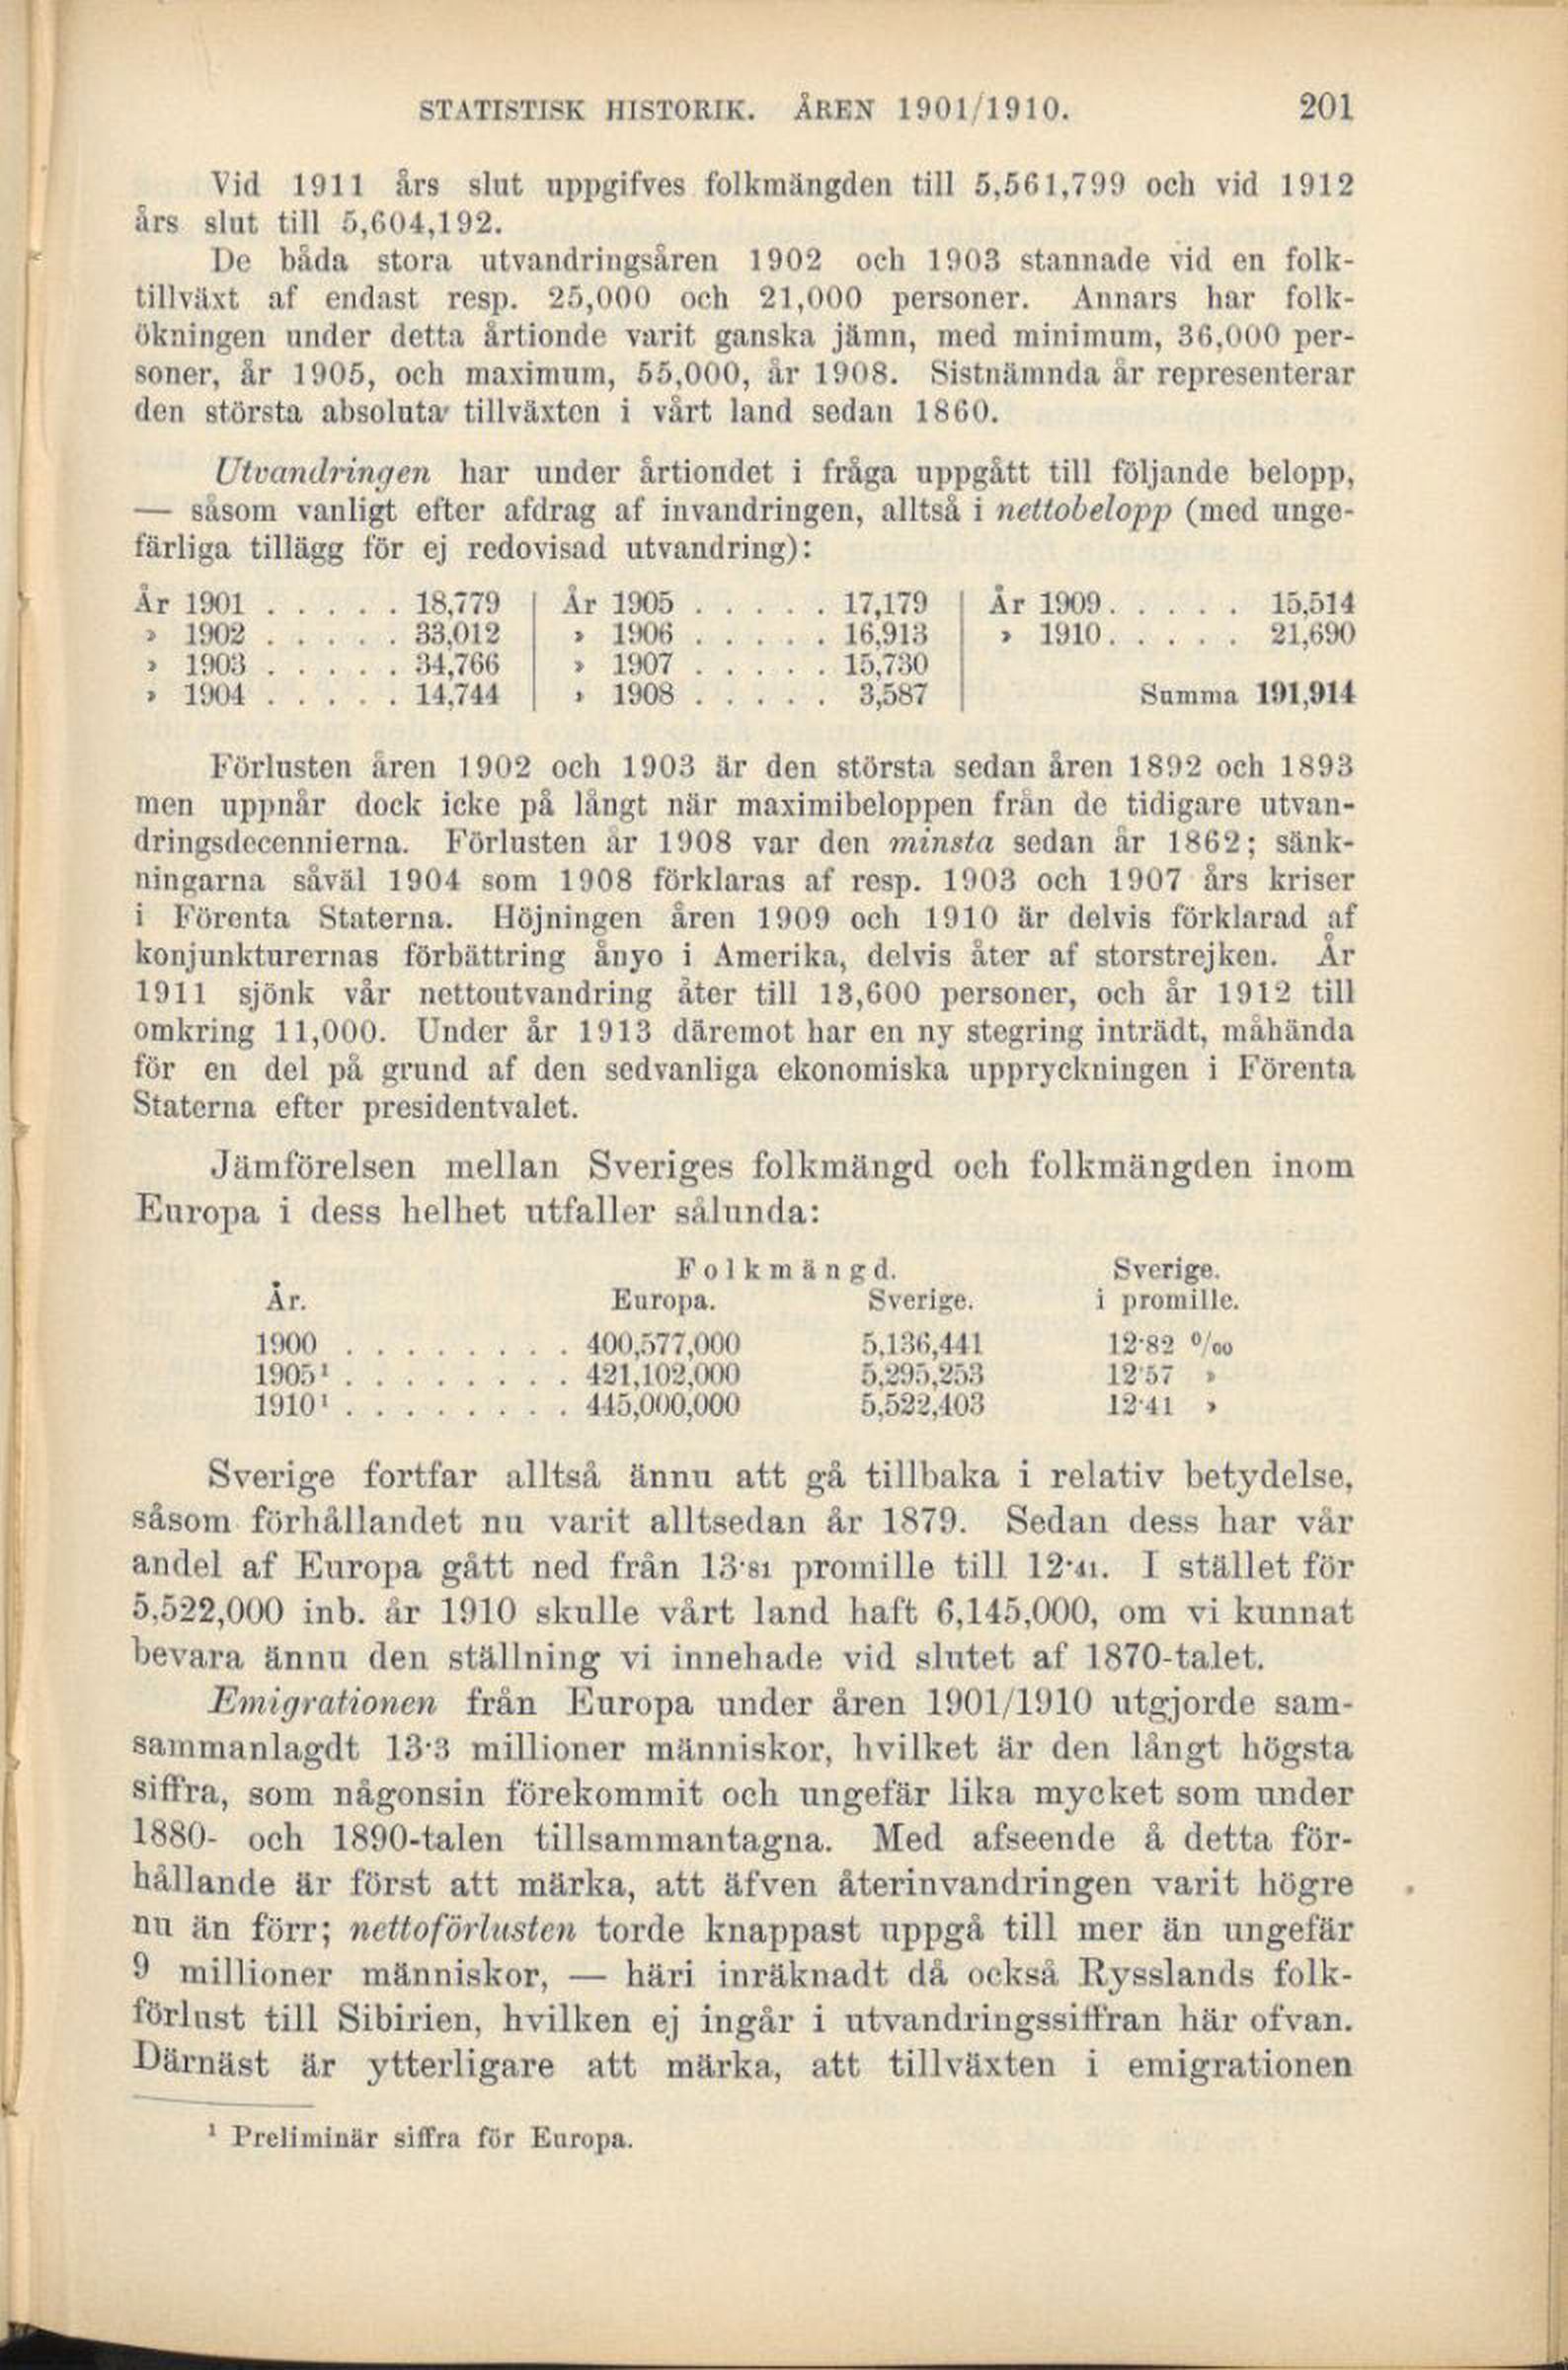 STATISTISK HISTORIK. ÅREN 1901/1910. 201
Vid 1911 års slut uppgifves folkmängden till 5,561,799 och vid 1912
års slut till 5,604,192.
De båda stora utvandringsåren 1902 och 1903 stannade vid en folk-
tillväxt af endast resp. 25,000 och 21,000 personer. Annars har folk-
ökningen under detta årtionde varit ganska jämn, med minimum, 36,000 per-
soner, år 1905, och maximum, 55,000, år 1908. Sistnämnda år representerar
den största absoluta tillväxten i vårt land sedan 1860.
Utvandringen har under årtiondet i fråga uppgått till följande belopp,
— såsom vanligt efter afdrag af invandringen, alltså i nettobelopp (med unge-
färliga tillägg för ej redovisad utvandring):
År 1901 . . . . . 18,779 | År 1905 . . . . . 17,179 | År 1909. . . . . 15,514
» 1902 . . . . . 33,012 | » 1906 . . . . . 16,913 | » 1910. . . . . 21,690
» 1903 . . . . . 34,766 | » 1907 . . . . . 15,730 |
» 1904 . . . . . 14,744 | » 1908 . . . . . 3,587 | Summa 191,914
Förlusten åren 1902 och 1903 är den största sedan åren 1892 och 1893
men uppnår dock icke på långt när maximibeloppen från de tidigare utvan-
dringsdecennierna. Förlusten år 1908 var den minsta sedan år 1862; sänk-
ningarna såväl 1904 som 1908 förklaras af resp. 1903 och 1907 års kriser
i Förenta Staterna. Höjningen åren 1909 och 1910 är delvis förklarad af
konjunkturernas förbättring ånyo i Amerika, delvis åter af storstrejken. År
1911 sjönk vår nettoutvandring åter till 13,600 personer, och år 1912 till
omkring 11,000. Under år 1913 däremot har en ny stegring inträdt, måhända
för en del på grund af den sedvanliga ekonomiska uppryckningen i Förenta
Staterna efter presidentvalet.
Jämförelsen mellan Sveriges folkmängd och folkmängden inom
Europa i dess helhet utfaller sålunda:
Folkmängd. Sverige.
År. Europa. Sverige. i promille.
1900 . . . . . . . . 400,577,000 5,136,441 12·82 ⁰/₀₀
1905¹ . . . . . . . . 421,102,000 5,295,253 12·57 »
1910¹ . . . . . . . . 445,000,000 5,522,403 12·41 »
Sverige fortfar alltså ännu att gå tillbaka i relativ betydelse,
såsom förhållandet nu varit alltsedan år 1879. Sedan dess har vår
andel af Europa gått ned från 13·81 promille till 12·41. I stället för
5,522,000 inb. år 1910 skulle vårt land haft 6,145,000, om vi kunnat
bevara ännu den ställning vi innehade vid slutet af 1870-talet.
Emigrationen från Europa under åren 1901/1910 utgjorde sam-
sammanlagdt 13·3 millioner människor, hvilket är den långt högsta
siffra, som någonsin förekommit och ungefär lika mycket som under
1880- och 1890-talen tillsammantagna. Med afseende å detta för-
hållande är först att märka, att äfven återinvandringen varit högre
nu än förr; nettoförlusten torde knappast uppgå till mer än ungefär
9 millioner människor, — häri inräknadt då också Rysslands folk-
förlust till Sibirien, hvilken ej ingår i utvandringssiffran här ofvan.
Därnäst är ytterligare att märka, att tillväxten i emigrationen
¹ Preliminär siffra för Europa.